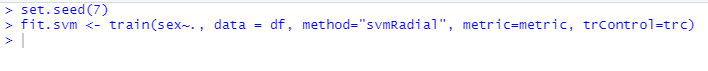 > set.seed(7)
> fit.svm <- train(sex~., data = df, method="svmRadial", metric=metric, trControl=trc)
>